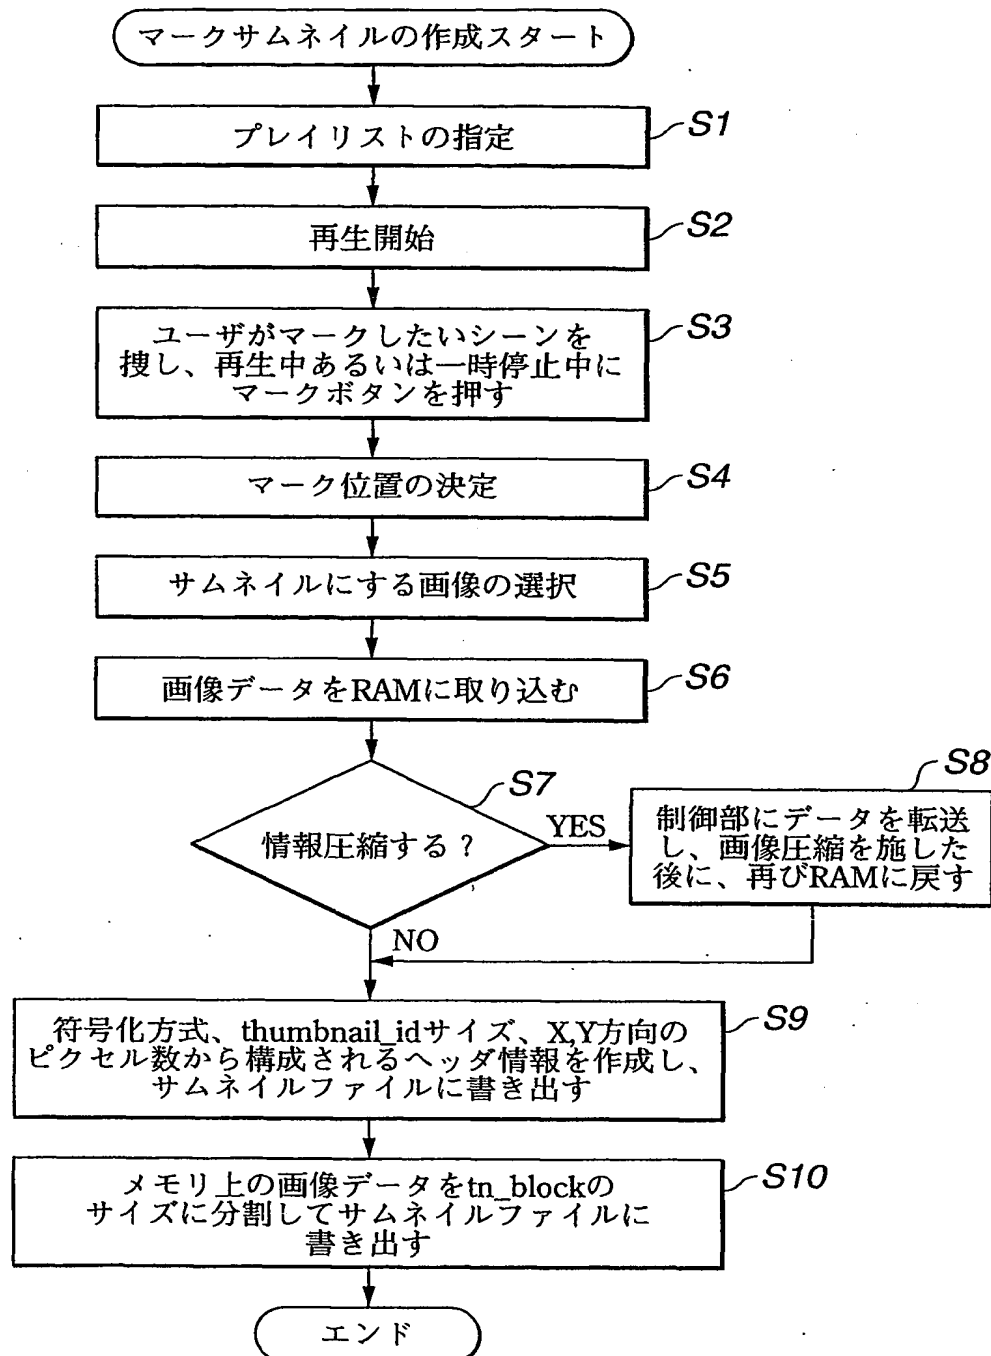 マークサムネイルの作成スタート
プレイリストの指定
S1
再生開始
S2
ユーザがマークしたいシーンを
捜し、再生中あるいは一時停止中に
マークボタンを押す
S3
マーク位置の決定
S4
サムネイルにする画像の選択
S5
画像データをRAMに取り込む
S6
情報圧縮する?
S7
YES
制御部にデータを転送
し、画像圧縮を施した
後に、再びRAMに戻す
S8
NO
符号化方式、thumbnail_idサイズ、X,Y方向の
ピクセル数から構成されるヘッダ情報を作成し、
サムネイルファイルに書き出す
S9
メモリ上の画像データをtn_blockの
サイズに分割してサムネイルファイルに
書き出す
S10
エンド